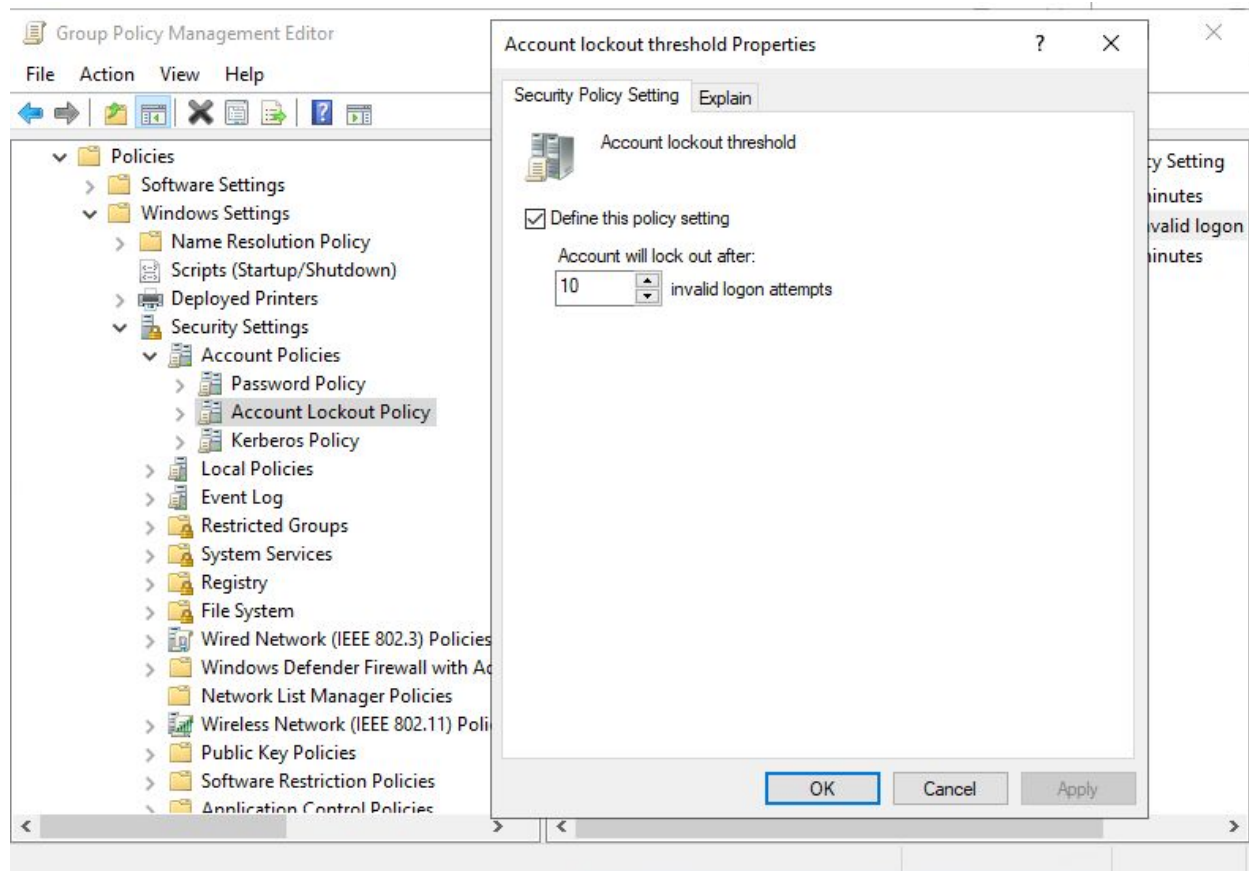 Group Policy Management Editor
File Action View Help
Policies
Software Settings
Windows Settings
Name Resolution Policy
Scripts (Startup/Shutdown)
Deployed Printers
Security Settings
Account Policies
Password Policy
Account Lockout Policy
Kerberos Policy
Local Policies
Event Log
Restricted Groups
System Services
Registry
File System
Wired Network (IEEE 802.3) Policies
Windows Defender Firewall with Ad
Network List Manager Policies
Wireless Network (IEEE 802.11) Poli
Public Key Policies
Software Restriction Policies
Application Control Policies
Account lockout threshold Properties
?
Security Policy Setting Explain
Account lockout threshold
Define this policy setting
Account will lock out after:
10 invalid logon attempts
OK Cancel Apply
cy Setting
inutes
valid logon
inutes